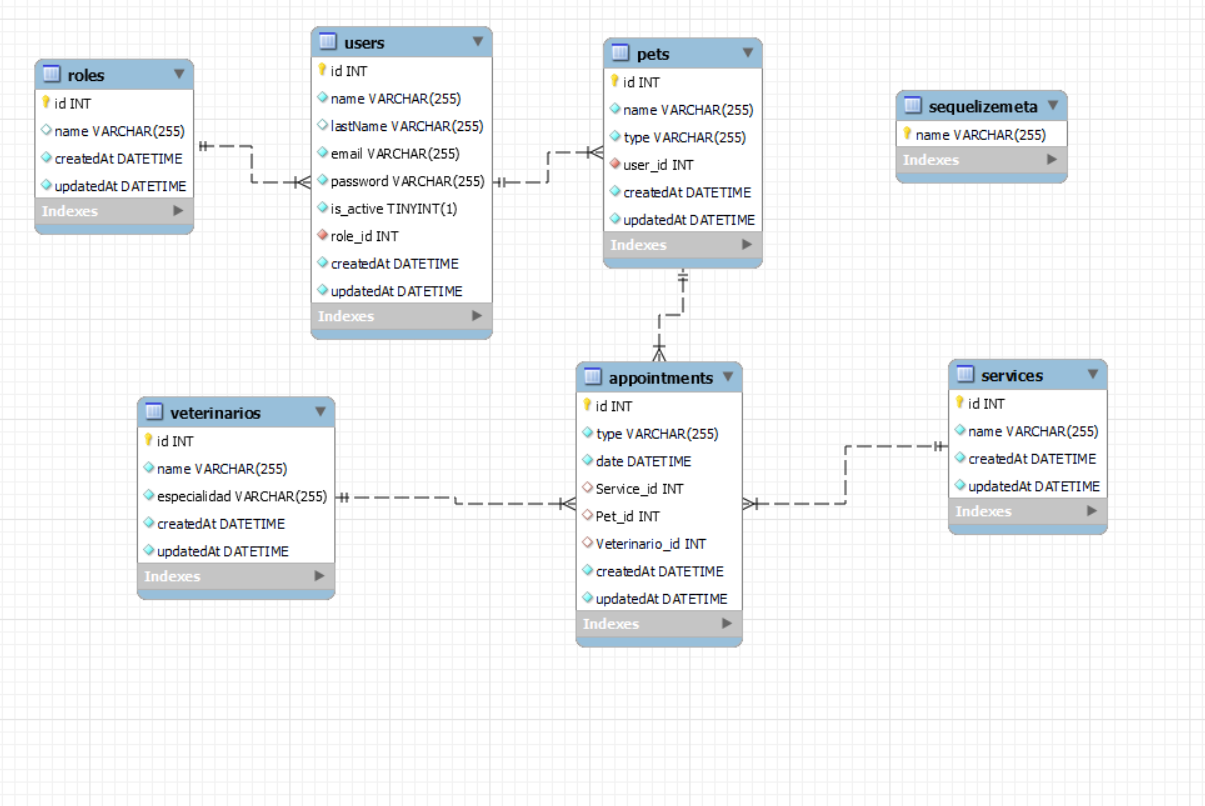 roles
id INT
name VARCHAR(255)
createdAt DATETIME
updatedAt DATETIME
Indexes
users
id INT
name VARCHAR(255)
lastName VARCHAR(255)
email VARCHAR(255)
password VARCHAR(255)
is_active TINYINT(1)
role_id INT
createdAt DATETIME
updatedAt DATETIME
Indexes
pets
id INT
name VARCHAR(255)
type VARCHAR(255)
user_id INT
createdAt DATETIME
updatedAt DATETIME
Indexes
sequelizemeta
name VARCHAR(255)
Indexes
veterinarios
id INT
name VARCHAR(255)
especialidad VARCHAR(255)
createdAt DATETIME
updatedAt DATETIME
Indexes
appointments
id INT
type VARCHAR(255)
date DATETIME
Service_id INT
Pet_id INT
Veterinario_id INT
createdAt DATETIME
updatedAt DATETIME
Indexes
services
id INT
name VARCHAR(255)
createdAt DATETIME
updatedAt DATETIME
Indexes